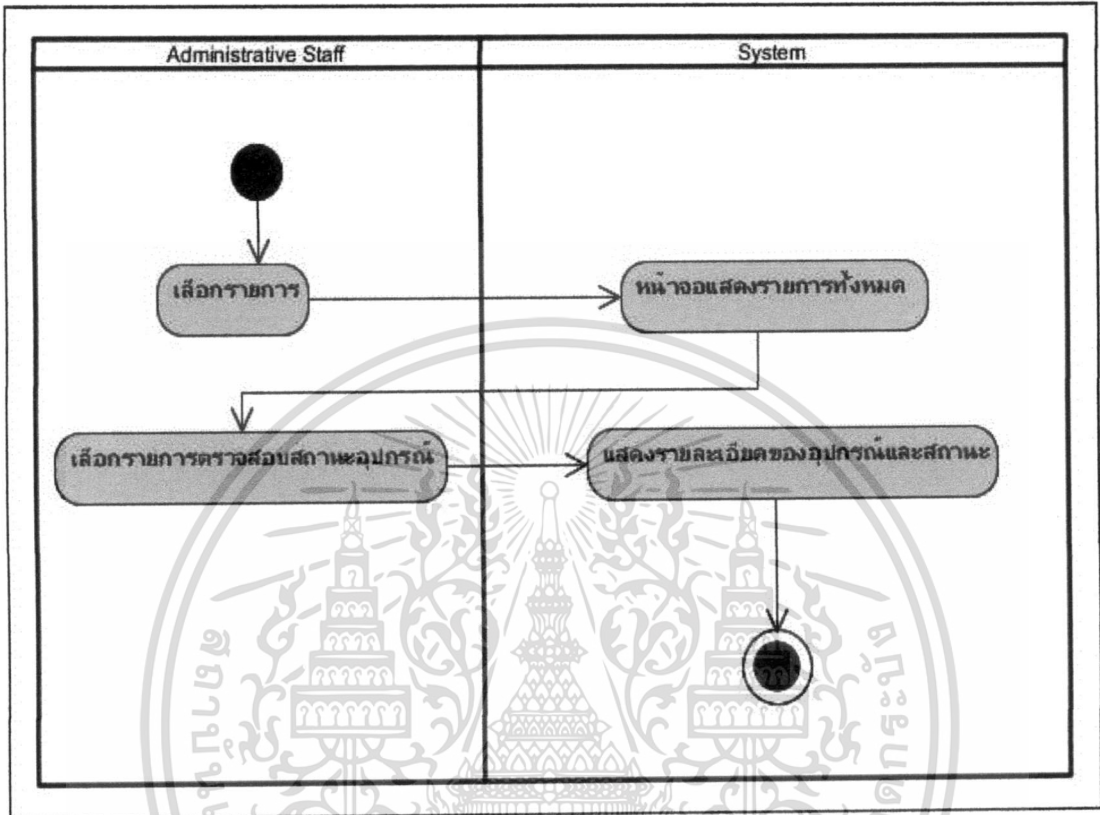 Administrative Staff
System
เลือกรายการ
หน้าจอแสดงรายการทั้งหมด
เลือกรายการตรวจสอบสถานะอุปกรณ์
แสดงรายละเอียดของอุปกรณ์และสถานะ